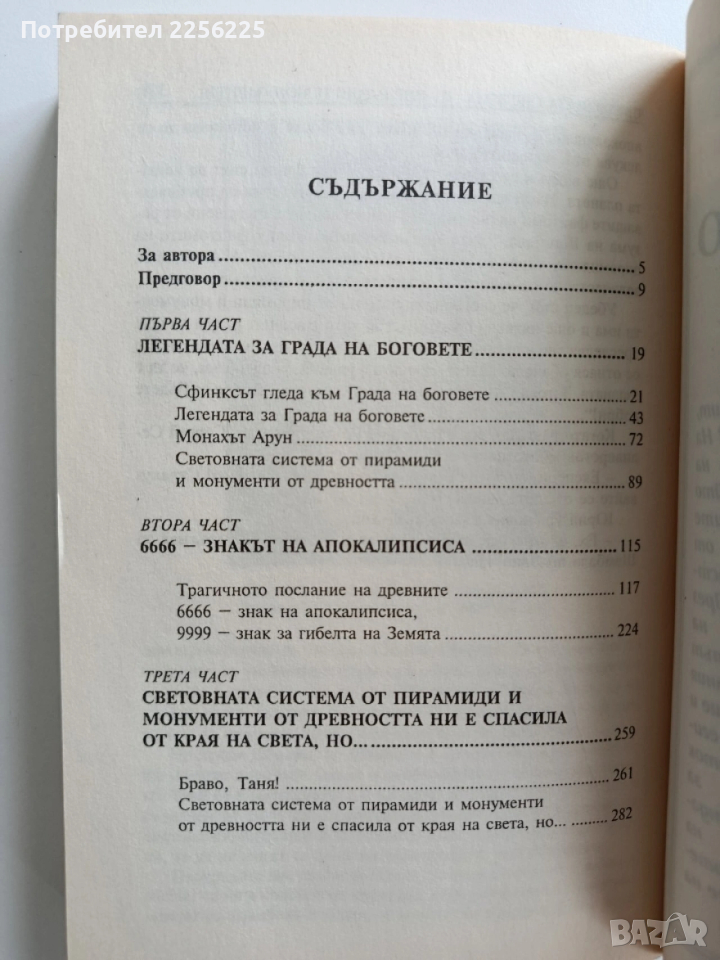 Потребител 2256225
СЪДЪРЖАНИЕ
За автора ..... 5
Предговор ..... 9
ПЪРВА ЧАСТ
ЛЕГЕНДАТА ЗА ГРАДА НА БОГОВЕТЕ ..... 19
Сфинксът гледа към Града на боговете ..... 21
Легендата за Града на боговете ..... 43
Монахът Арун ..... 72
Световната система от пирамиди
и монументи от древността ..... 89
ВТОРА ЧАСТ
6666 – ЗНАКЪТ НА АПОКАЛИПСИСА ..... 115
Трагичното послание на древните ..... 117
6666 – знак на апокалипсиса,
9999 – знак за гибелта на Земята ..... 224
ТРЕТА ЧАСТ
СВЕТОВНАТА СИСТЕМА ОТ ПИРАМИДИ И
МОНУМЕНТИ ОТ ДРЕВНОСТТА НИ Е СПАСИЛА
ОТ КРАЯ НА СВЕТА, НО... ..... 259
Браво, Таня! ..... 261
Световната система от пирамиди и монументи
от древността ни е спасила от края на света, но... ..... 282
BAZAR